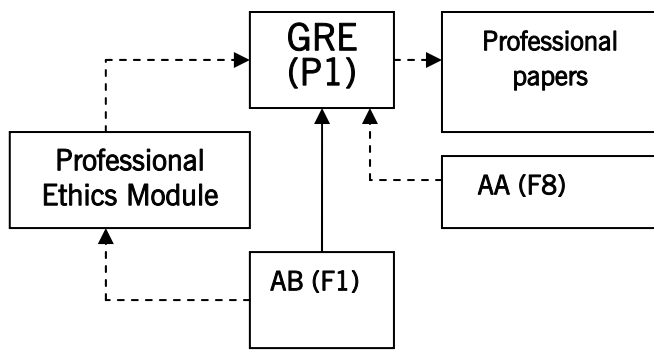 GRE
(P1)
Professional
papers
Professional
Ethics Module
AA (F8)
AB (F1)